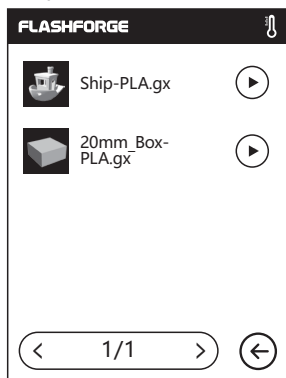 FLASHFORGE
Ship-PLA.gx
20mm_Box-
PLA.gx
1/1